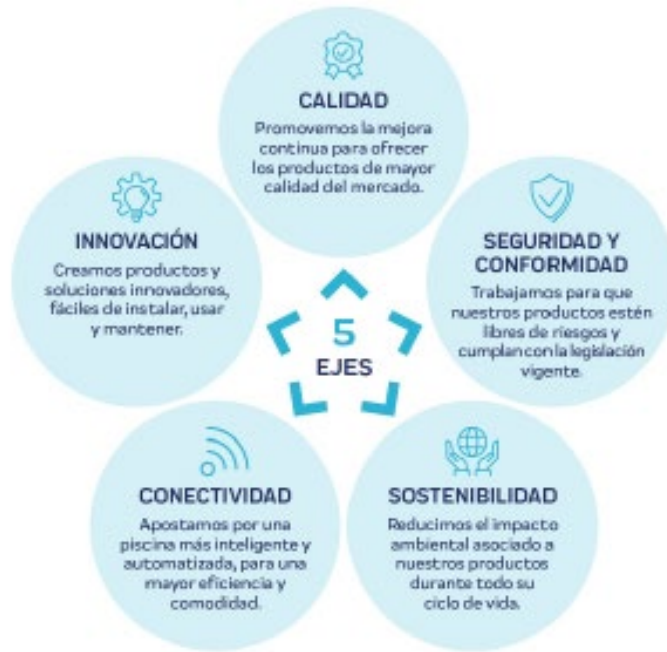 CALIDAD
Promovemos la mejora
continua para ofrecer
los productos de mayor
calidad del mercado.
INNOVACIÓN
Creamos productos y
soluciones innovadores,
fáciles de instalar, usar
y mantener.
SEGURIDAD Y
CONFORMIDAD
Trabajamos para que
nuestros productos estén
libres de riesgos y
cumplan con la legislación
vigente.
5
EJES
CONECTIVIDAD
Apostamos por una
piscina más inteligente y
automatizada, para una
mayor eficiencia y
comodidad.
SOSTENIBILIDAD
Reducimos el impacto
ambiental asociado a
nuestros productos
durante todo su
ciclo de vida.